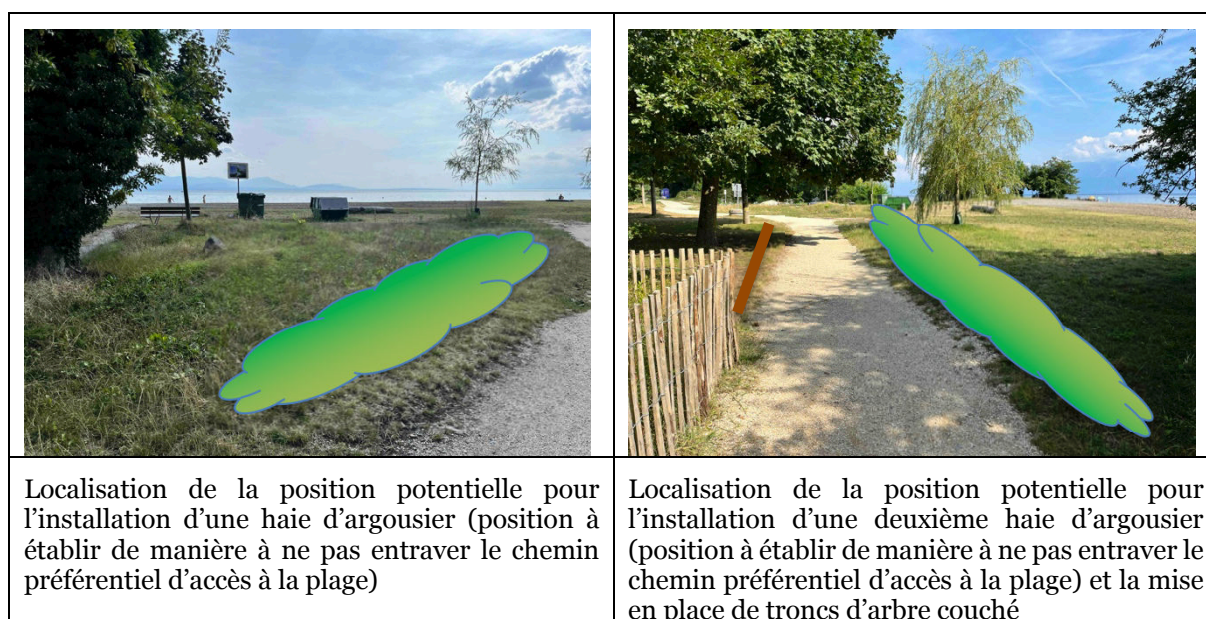 Localisation de la position potentielle pour
l’installation d’une haie d’argousier (position à
établir de manière à ne pas entraver le chemin
préférentiel d’accès à la plage)
Localisation de la position potentielle pour
l’installation d’une deuxième haie d’argousier
(position à établir de manière à ne pas entraver le
chemin préférentiel d’accès à la plage) et la mise
en place de troncs d’arbre couché